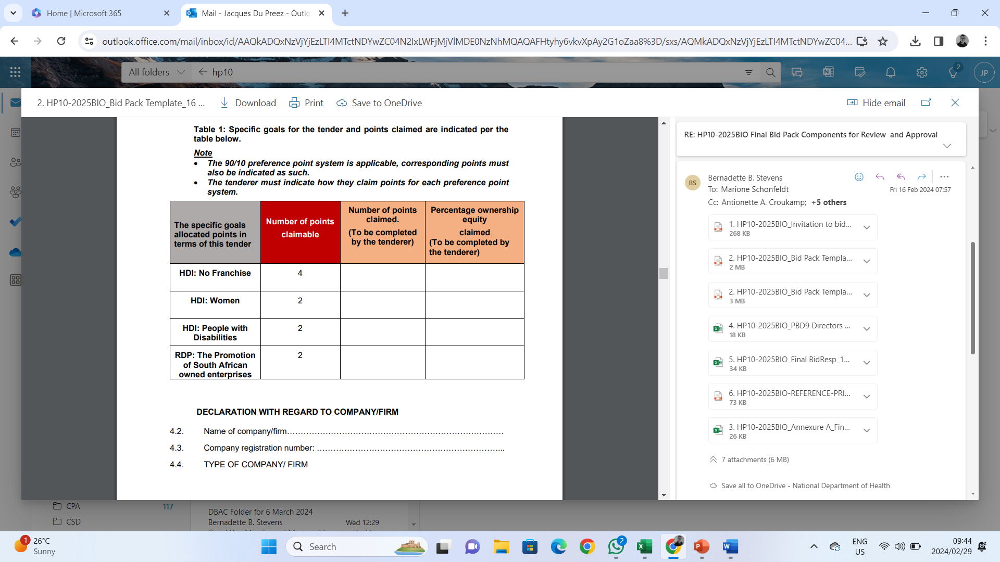 Home | Microsoft 365
Mail - Jacques Du Preez - Outlo
outlook.office.com/mail/inbox/id/AAQkADQxNzVjYjEzLTI4MTctNDYwZC04N2IxLWFjMjVlMDE0NzNhMQAQAFHtyhy6vkvXpAy2G1oZaa8%3D/sxs/AQMkADQxNzVjYjEzLTI4MTctNDYwZC04...
All folders
hp10
2
JP
2. HP10-2025BIO_Bid Pack Template_16 ...
Download
Print
Save to OneDrive
Hide email
Table 1: Specific goals for the tender and points claimed are indicated per the
table below.
Note
• The 90/10 preference point system is applicable, corresponding points must
also be indicated as such.
• The tenderer must indicate how they claim points for each preference point
system.
The specific goals
allocated points in
terms of this tender
Number of points
claimable
Number of points
claimed.
(To be completed
by the tenderer)
Percentage ownership
equity
claimed
(To be completed by
the tenderer)
HDI: No Franchise
4
HDI: Women
2
HDI: People with
Disabilities
2
RDP: The Promotion
of South African
owned enterprises
2
DECLARATION WITH REGARD TO COMPANY/FIRM
4.2. Name of company/firm…………………………………………………………………….
4.3. Company registration number: …………………………………………………………...
4.4. TYPE OF COMPANY/ FIRM
RE: HP10-2025BIO Final Bid Pack Components for Review and Approval
BS
Bernadette B. Stevens
To: Marione Schonfeldt
Fri 16 Feb 2024 07:57
Cc: Antionette A. Croukamp; +5 others
1. HP10-2025BIO_Invitation to bid...
268 KB
2. HP10-2025BIO_Bid Pack Templa...
2 MB
2. HP10-2025BIO_Bid Pack Templa...
3 MB
4. HP10-2025BIO_PBD9 Directors ...
18 KB
5. HP10-2025BIO_Final BidResp_1...
34 KB
6. HP10-2025BIO-REFERENCE-PRI...
73 KB
3. HP10-2025BIO_Annexure A_Fin...
26 KB
7 attachments (6 MB)
Save all to OneDrive - National Department of Health
CPA
117
CSD
DBAC Folder for 6 March 2024
Bernadette B. Stevens
Wed 12:29
1
26°C
Sunny
Search
2
ENG
US
09:44
2024/02/29